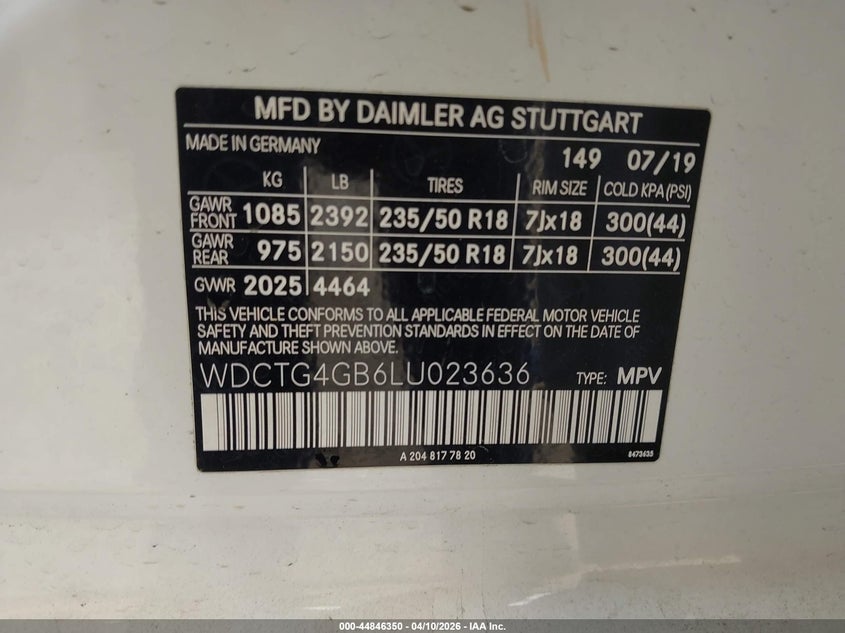 MFD BY DAIMLER AG STUTTGART
MADE IN GERMANY 149 07/19
KG LB TIRES RIM SIZE COLD KPA (PSI)
GAWR FRONT 1085 2392 235/50 R18 7Jx18 300(44)
GAWR REAR 975 2150 235/50 R18 7Jx18 300(44)
GVWR 2025 4464
THIS VEHICLE CONFORMS TO ALL APPLICABLE FEDERAL MOTOR VEHICLE
SAFETY AND THEFT PREVENTION STANDARDS IN EFFECT ON THE DATE OF
MANUFACTURE SHOWN ABOVE.
WDCTG4GB6LU023636 TYPE: MPV
A 204 817 78 20 8473635
000-44846350 - 04/10/2026 - IAA Inc.